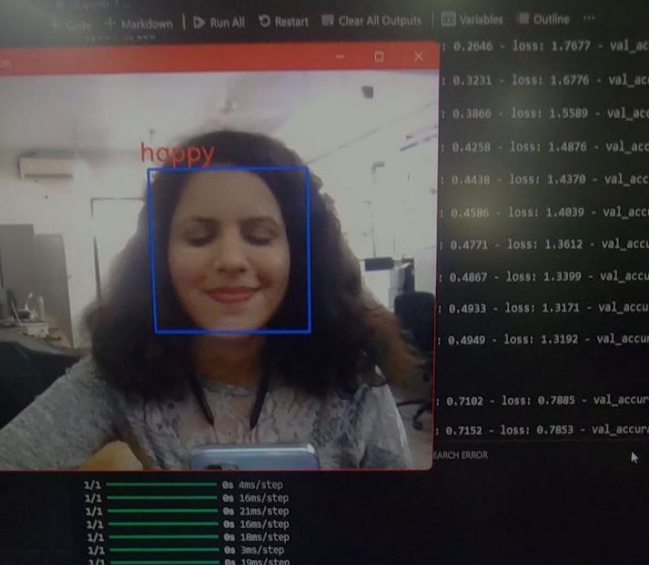 Code + Markdown | Run All Restart Clear All Outputs | Variables Outline ...
: 0.2646 - loss: 1.7677 - val_ac
: 0.3231 - loss: 1.6776 - val_ac
: 0.3866 - loss: 1.5589 - val_ac
happy
: 0.4258 - loss: 1.4876 - val_ac
: 0.4438 - loss: 1.4370 - val_ac
: 0.4586 - loss: 1.4039 - val_ac
: 0.4771 - loss: 1.3612 - val_accu
: 0.4867 - loss: 1.3399 - val_accu
: 0.4933 - loss: 1.3171 - val_accu
: 0.4949 - loss: 1.3192 - val_accu
: 0.7102 - loss: 0.7885 - val_accur
: 0.7152 - loss: 0.7853 - val_accura
EARCH ERROR
1/1 0s 4ms/step
1/1 0s 16ms/step
1/1 0s 21ms/step
1/1 0s 16ms/step
1/1 0s 18ms/step
1/1 0s 3ms/step
1/1 0s 19ms/step